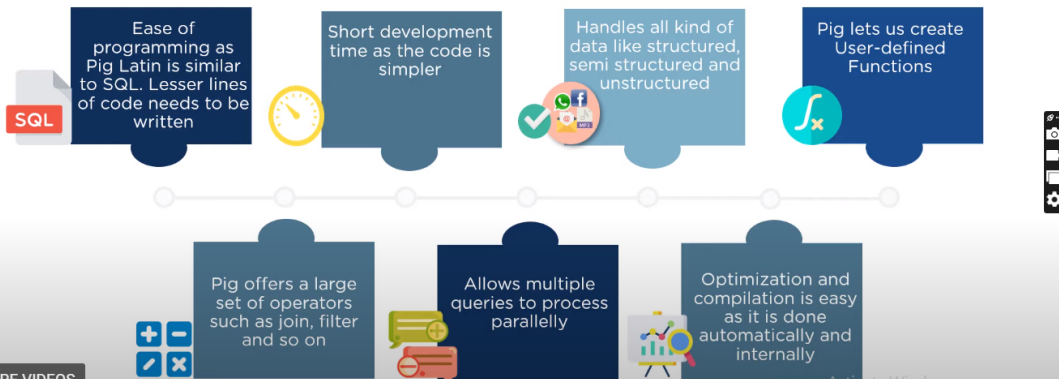 Ease of
programming as
Pig Latin is similar
to SQL. Lesser lines
of code needs to be
written
SQL
Short development
time as the code is
simpler
Handles all kind of
data like structured,
semi structured and
unstructured
MP3
Pig lets us create
User-defined
Functions
Pig offers a large
set of operators
such as join, filter
and so on
Allows multiple
queries to process
parallelly
Optimization and
compilation is easy
as it is done
automatically and
internally
VIDEOS